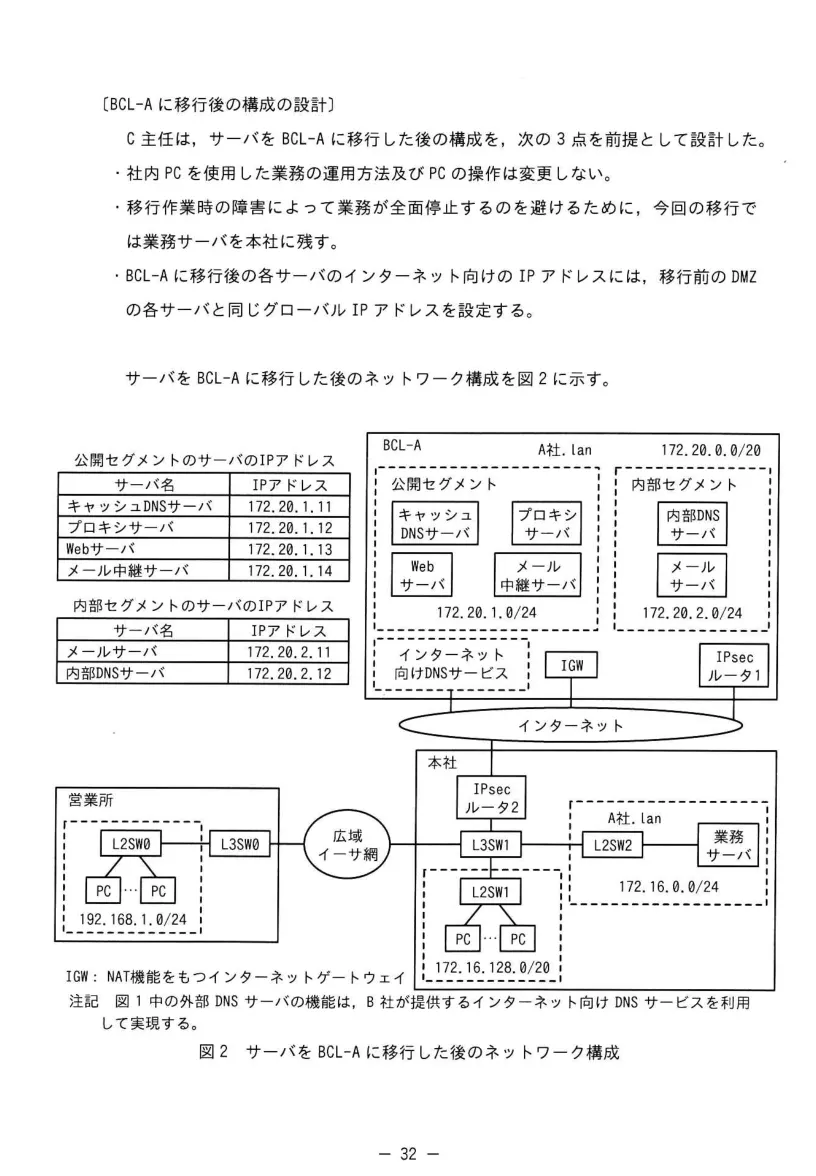 〔BCL-A に移行後の構成の設計〕
C 主任は，サーバを BCL-A に移行した後の構成を，次の 3 点を前提として設計した。
・社内 PC を使用した業務の運用方法及び PC の操作は変更しない。
・移行作業時の障害によって業務が全面停止するのを避けるために，今回の移行で
は業務サーバを本社に残す。
・BCL-A に移行後の各サーバのインターネット向けの IP アドレスには，移行前の DMZ
の各サーバと同じグローバル IP アドレスを設定する。
サーバを BCL-A に移行した後のネットワーク構成を図 2 に示す。
公開セグメントのサーバのIPアドレス
サーバ名 IPアドレス
キャッシュDNSサーバ 172.20.1.11
プロキシサーバ 172.20.1.12
Webサーバ 172.20.1.13
メール中継サーバ 172.20.1.14
内部セグメントのサーバのIPアドレス
サーバ名 IPアドレス
メールサーバ 172.20.2.11
内部DNSサーバ 172.20.2.12
BCL-A
A社.lan
172.20.0.0/20
公開セグメント
キャッシュ
DNSサーバ
プロキシ
サーバ
Web
サーバ
メール
中継サーバ
172.20.1.0/24
内部セグメント
内部DNS
サーバ
メール
サーバ
172.20.2.0/24
インターネット
向けDNSサービス
IGW
IPsec
ルータ1
インターネット
本社
IPsec
ルータ2
営業所
L2SW0
L3SW0
PC … PC
192.168.1.0/24
広域
イーサ網
L3SW1
A社.lan
L2SW2
業務
サーバ
172.16.0.0/24
L2SW1
PC … PC
172.16.128.0/20
IGW： NAT機能をもつインターネットゲートウェイ
注記 図 1 中の外部 DNS サーバの機能は，B 社が提供するインターネット向け DNS サービスを利用
して実現する。
図 2 サーバを BCL-A に移行した後のネットワーク構成
－ 32 －